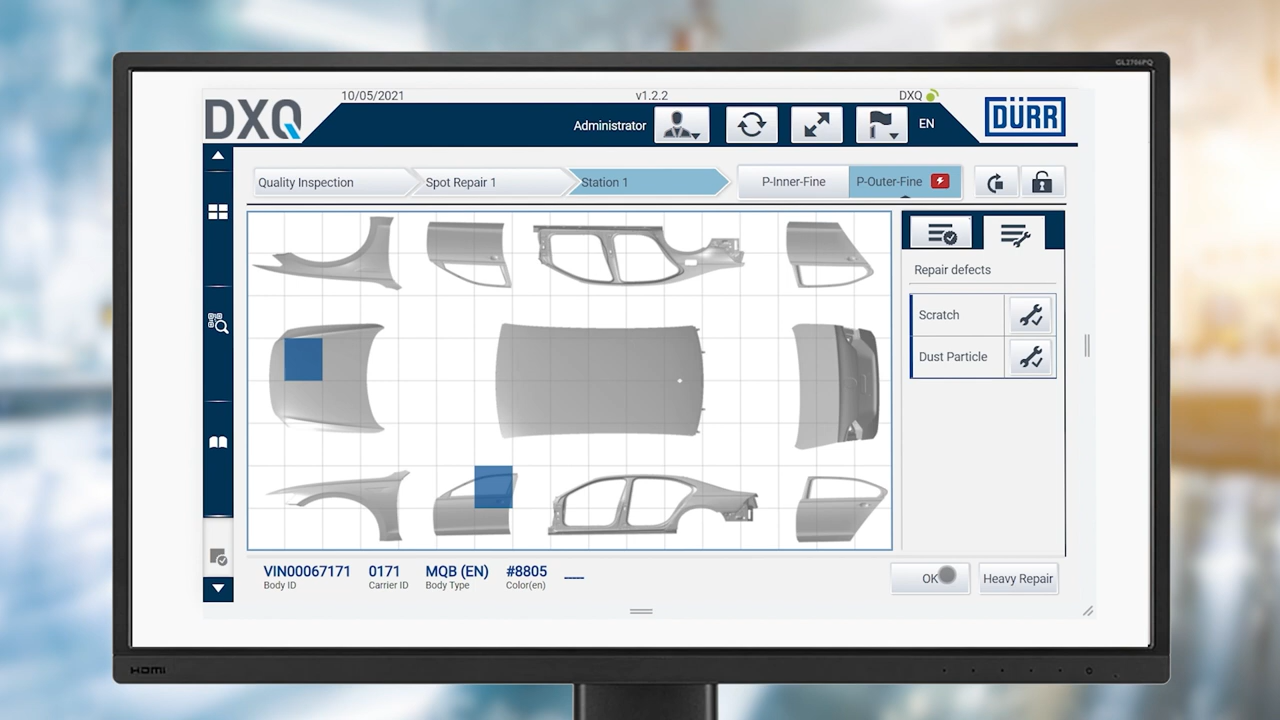 GL2706PQ
10/05/2021
v1.2.2
DXQ
DXQ
Administrator
EN
DÜRR
Quality Inspection
Spot Repair 1
Station 1
P-Inner-Fine
P-Outer-Fine
Repair defects
Scratch
Dust Particle
VIN00067171
0171
MQB (EN)
#8805
-----
Body ID
Carrier ID
Body Type
Color(en)
OK
Heavy Repair
HDMI